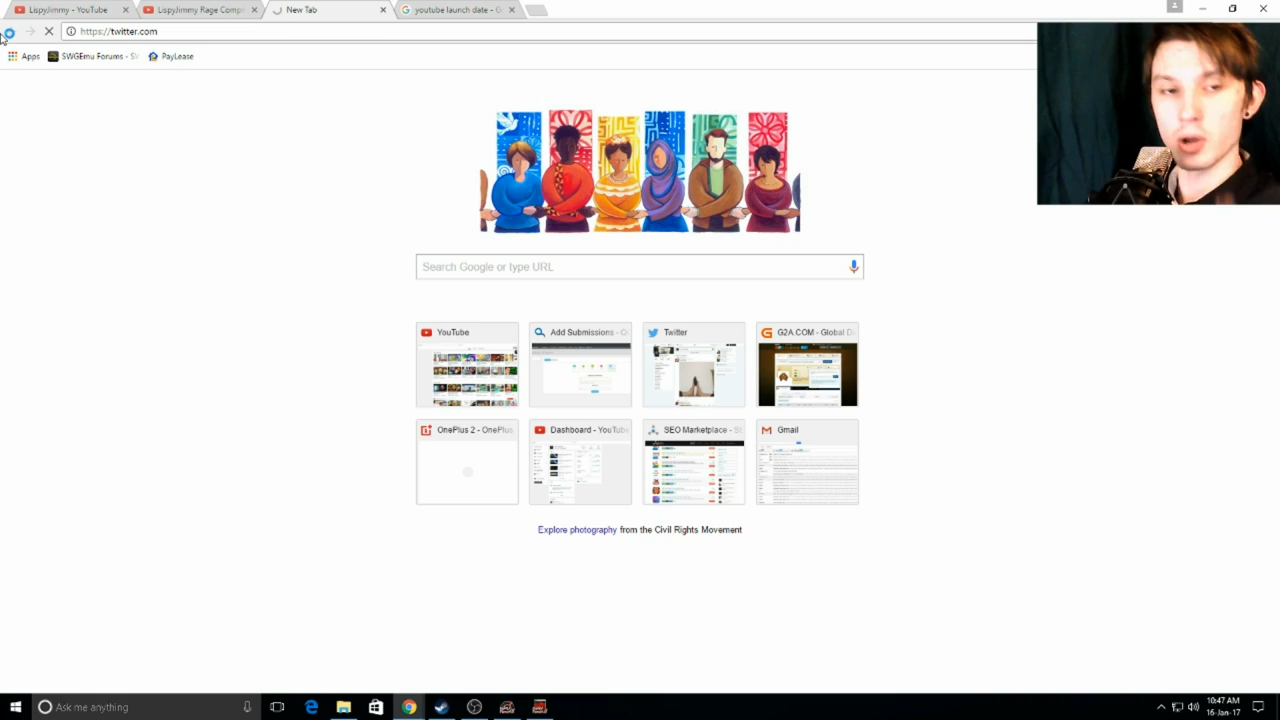 LispyJimmy - YouTube
LispyJimmy Rage Compi
New Tab
youtube launch date - G
https://twitter.com
Apps
SWGEmu Forums - S
PayLease
Search Google or type URL
YouTube
Add Submissions - 
Twitter
G2A.COM - Global D
OnePlus 2 - OnePlus
Dashboard - YouTube
SEO Marketplace - S
Gmail
Explore photography from the Civil Rights Movement
Ask me anything
10:47 AM
16-Jan-17